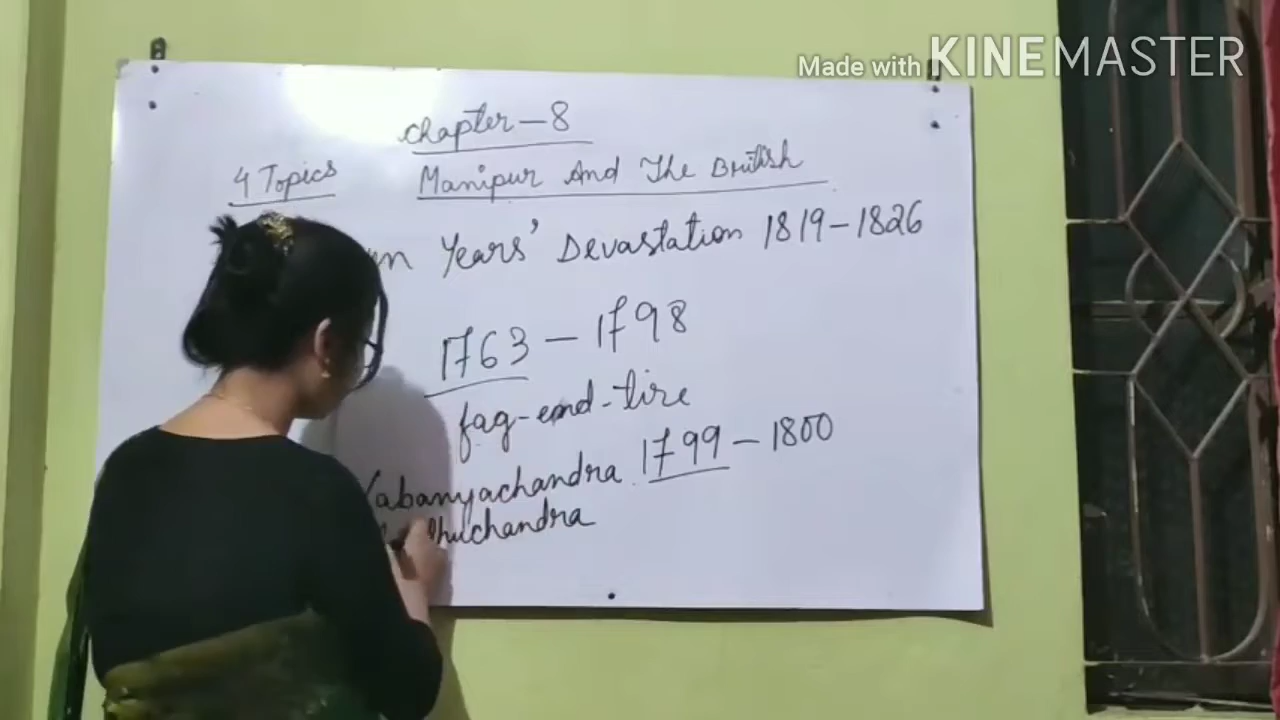 Made with KINEMASTER
Chapter-8
4 Topics
Manipur And The British
Years' Devastation 1819-1826
1763-1798
fag-end-tire
Labanyachandra 1799-1800